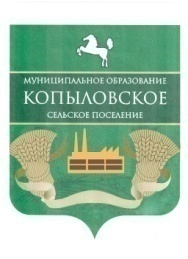 МУНИЦИПАЛЬНОЕ ОБРАЗОВАНИЕ
КОПЫЛОВСКОЕ
СЕЛЬСКОЕ ПОСЕЛЕНИЕ